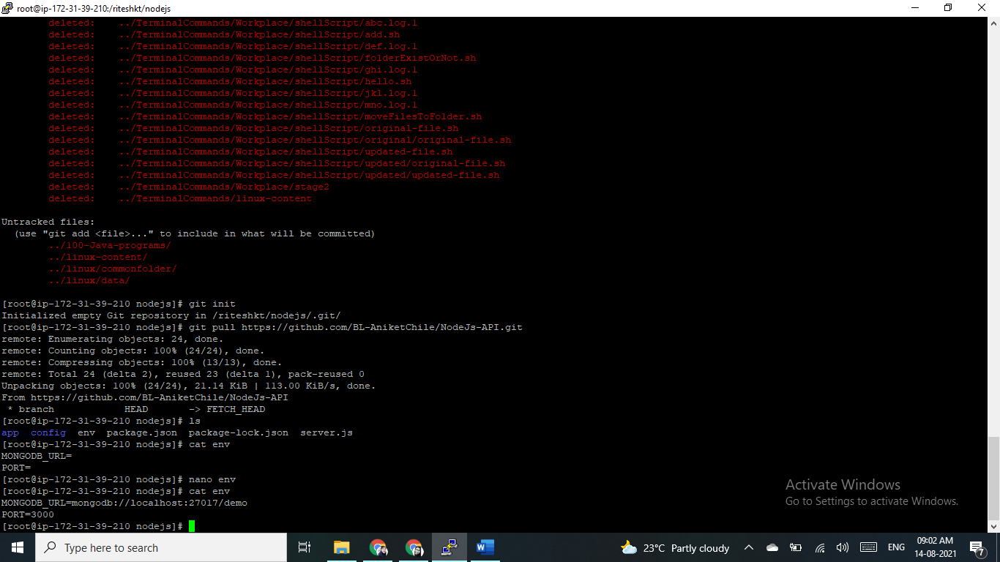 root@ip-172-31-39-210:/riteshkt/nodejs
deleted:    ../TerminalCommands/Workplace/shellScript/abc.log.1
deleted:    ../TerminalCommands/Workplace/shellScript/add.sh
deleted:    ../TerminalCommands/Workplace/shellScript/def.log.1
deleted:    ../TerminalCommands/Workplace/shellScript/folderExistOrNot.sh
deleted:    ../TerminalCommands/Workplace/shellScript/ghi.log.1
deleted:    ../TerminalCommands/Workplace/shellScript/hello.sh
deleted:    ../TerminalCommands/Workplace/shellScript/jkl.log.1
deleted:    ../TerminalCommands/Workplace/shellScript/mno.log.1
deleted:    ../TerminalCommands/Workplace/shellScript/moveFilesToFolder.sh
deleted:    ../TerminalCommands/Workplace/shellScript/original-file.sh
deleted:    ../TerminalCommands/Workplace/shellScript/original/original-file.sh
deleted:    ../TerminalCommands/Workplace/shellScript/updated-file.sh
deleted:    ../TerminalCommands/Workplace/shellScript/updated/original-file.sh
deleted:    ../TerminalCommands/Workplace/shellScript/updated/updated-file.sh
deleted:    ../TerminalCommands/Workplace/stage2
deleted:    ../TerminalCommands/linux-content
Untracked files:
(use "git add <file>..." to include in what will be committed)
../100-Java-programs/
../linux-content/
../linux/commonfolder/
../linux/data/
[root@ip-172-31-39-210 nodejs]# git init
Initialized empty Git repository in /riteshkt/nodejs/.git/
[root@ip-172-31-39-210 nodejs]# git pull https://github.com/BL-AniketChile/NodeJs-API.git
remote: Enumerating objects: 24, done.
remote: Counting objects: 100% (24/24), done.
remote: Compressing objects: 100% (13/13), done.
remote: Total 24 (delta 2), reused 23 (delta 1), pack-reused 0
Unpacking objects: 100% (24/24), 21.14 KiB | 113.00 KiB/s, done.
From https://github.com/BL-AniketChile/NodeJs-API
* branch            HEAD       -> FETCH_HEAD
[root@ip-172-31-39-210 nodejs]# ls
app  config  env  package.json  package-lock.json  server.js
[root@ip-172-31-39-210 nodejs]# cat env
MONGODB_URL=
PORT=
[root@ip-172-31-39-210 nodejs]# nano env
[root@ip-172-31-39-210 nodejs]# cat env
MONGODB_URL=mongodb://localhost:27017/demo
PORT=3000
[root@ip-172-31-39-210 nodejs]#
Activate Windows
Go to Settings to activate Windows.
Type here to search
W
23°C Partly cloudy
ENG
09:02 AM
14-08-2021
7